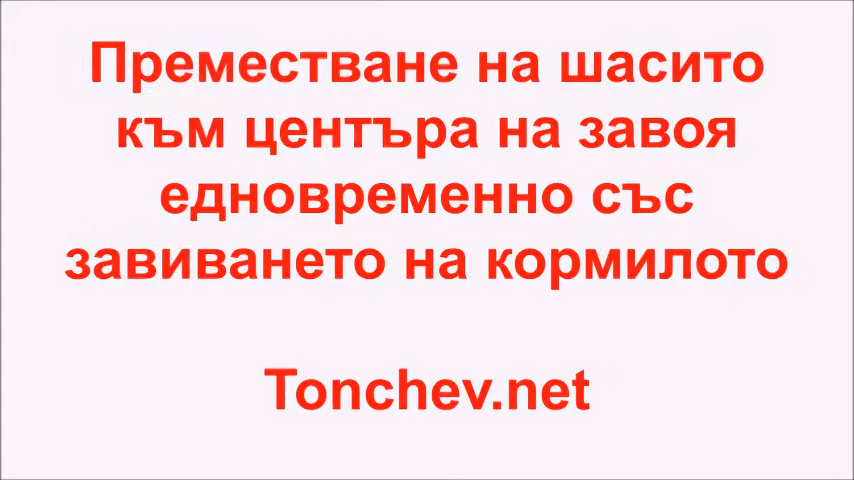 Преместване на шасито
към центъра на завоя
едновременно със
завиването на кормилото
Tonchev.net